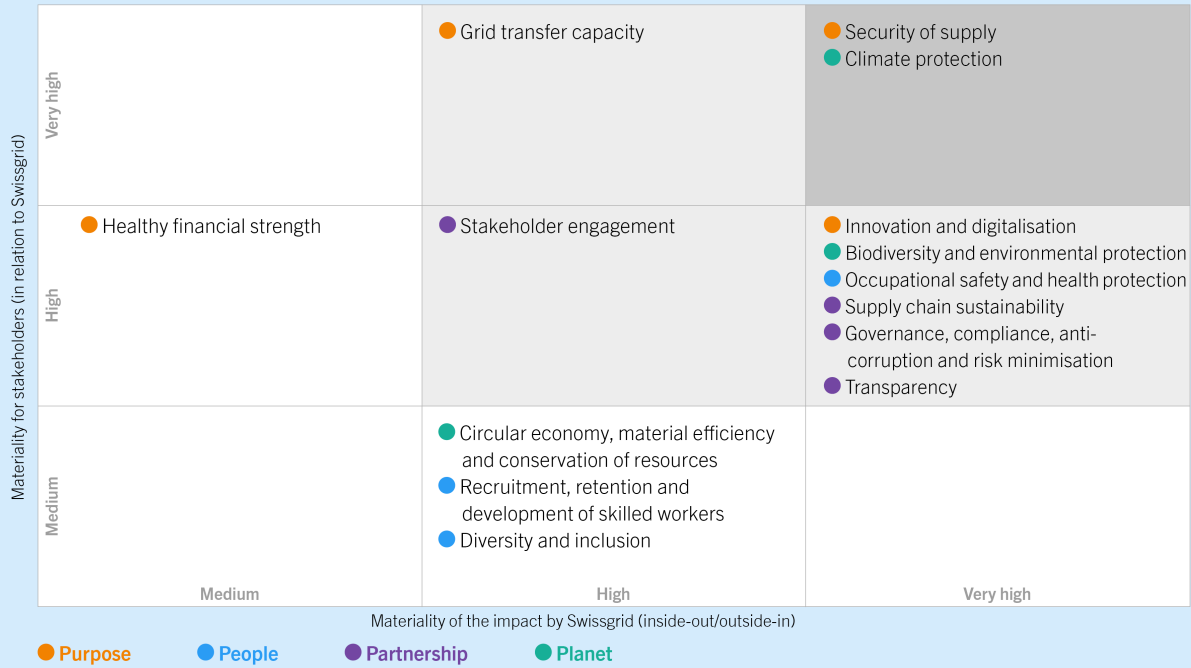 Materiality for stakeholders (in relation to Swissgrid)
Very high
Grid transfer capacity
Security of supply
Climate protection
High
Healthy financial strength
Stakeholder engagement
Innovation and digitalisation
Biodiversity and environmental protection
Occupational safety and health protection
Supply chain sustainability
Governance, compliance, anti-
corruption and risk minimisation
Transparency
Medium
Circular economy, material efficiency
and conservation of resources
Recruitment, retention and
development of skilled workers
Diversity and inclusion
Medium
High
Very high
Materiality of the impact by Swissgrid (inside-out/outside-in)
Purpose
People
Partnership
Planet